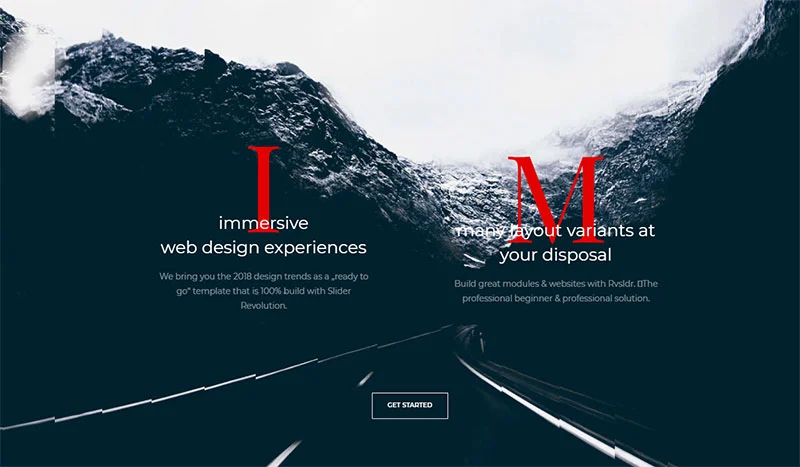 I
immersive
web design experiences
We bring you the 2018 design trends as a „ready to
go“ template that is 100% build with Slider
Revolution.
M
many layout variants at
your disposal
Build great modules & websites with Rvsldr. ▯The
professional beginner & professional solution.
GET STARTED